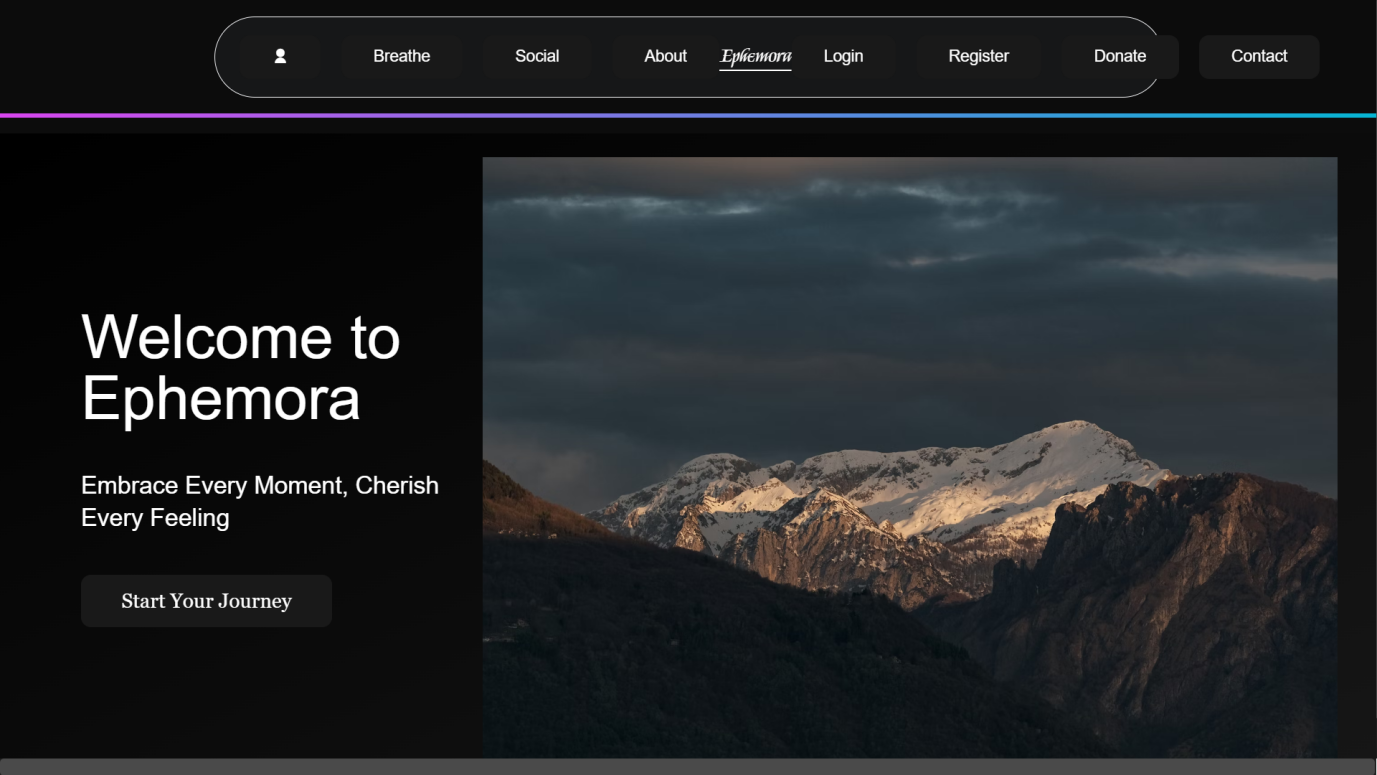 Breathe Social About Ephemora Login Register Donate Contact
Welcome to
Ephemora
Embrace Every Moment, Cherish
Every Feeling
Start Your Journey